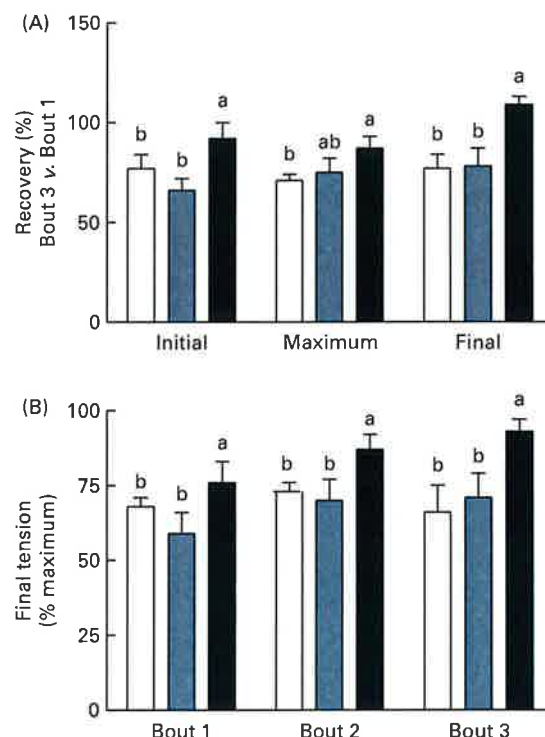 (A)
150
100
50
0
Recovery (%)
Bout 3 v. Bout 1
b
b
a
b
ab
a
b
b
a
Initial
Maximum
Final
(B)
100
75
50
25
0
Final tension
(% maximum)
b
b
a
b
b
a
b
b
a
Bout 1
Bout 2
Bout 3